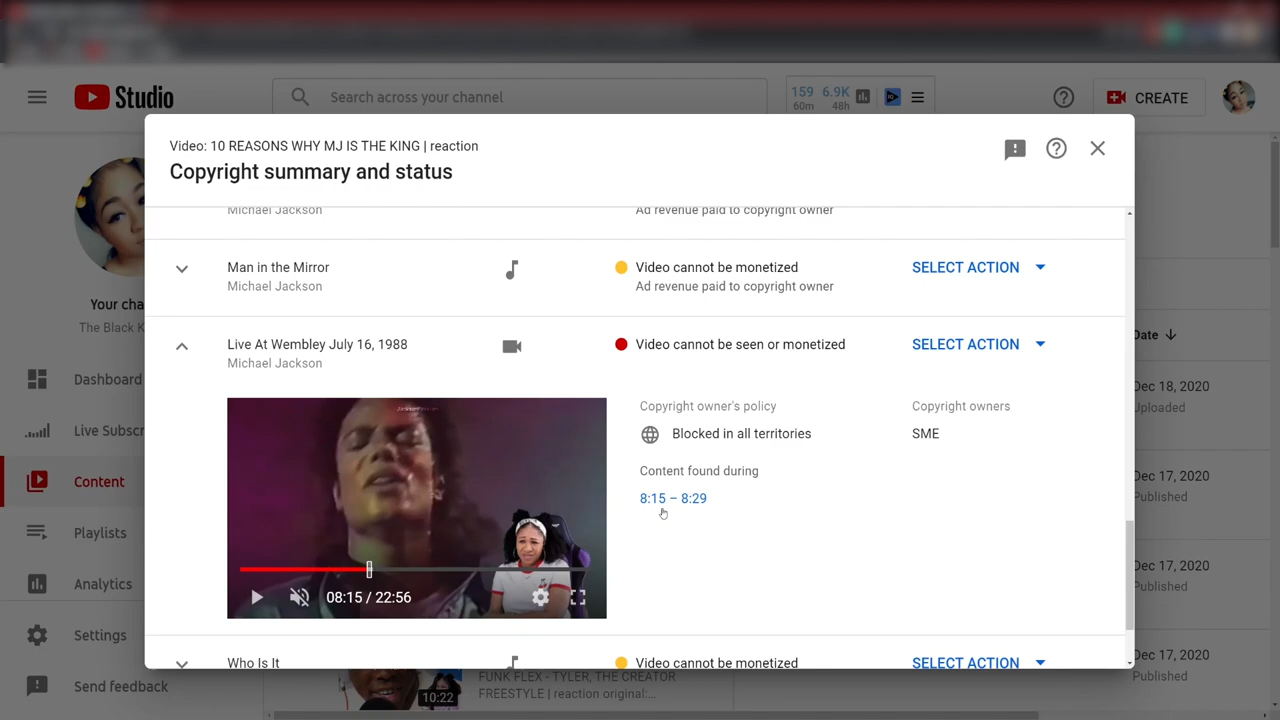 Studio
Search across your channel
159 6.9K
60m 48h
CREATE
Video: 10 REASONS WHY MJ IS THE KING | reaction
Copyright summary and status
Michael Jackson
Ad revenue paid to copyright owner
Man in the Mirror
Michael Jackson
Video cannot be monetized
Ad revenue paid to copyright owner
SELECT ACTION
Live At Wembley July 16, 1988
Michael Jackson
Video cannot be seen or monetized
SELECT ACTION
Copyright owner's policy
Blocked in all territories
Copyright owners
SME
Content found during
8:15 – 8:29
08:15 / 22:56
Who Is It
Video cannot be monetized
SELECT ACTION
Your cha
The Black K
Dashboard
Live Subscr
Content
Playlists
Analytics
Settings
Send feedback
Date
Dec 18, 2020
Uploaded
Dec 17, 2020
Published
Dec 17, 2020
Published
Dec 17, 2020
Published
10:22
FUNK FLEX - TYLER, THE CREATOR
FREESTYLE | reaction original:...